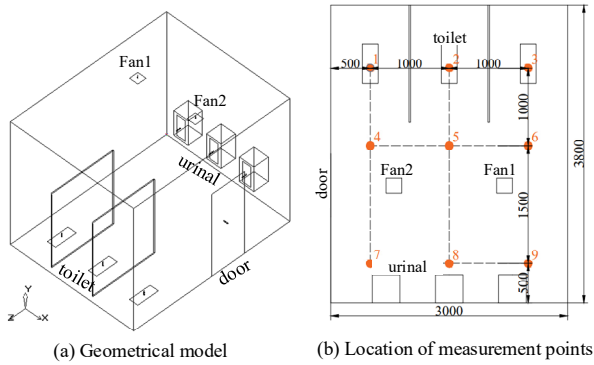 Fan1
Fan2
urinal
toilet
door
Y
Z
X
(a) Geometrical model
toilet
500
1
1000
2
1000
3
1000
4
5
6
door
Fan2
Fan1
1500
3800
7
urinal
8
9
500
3000
(b) Location of measurement points